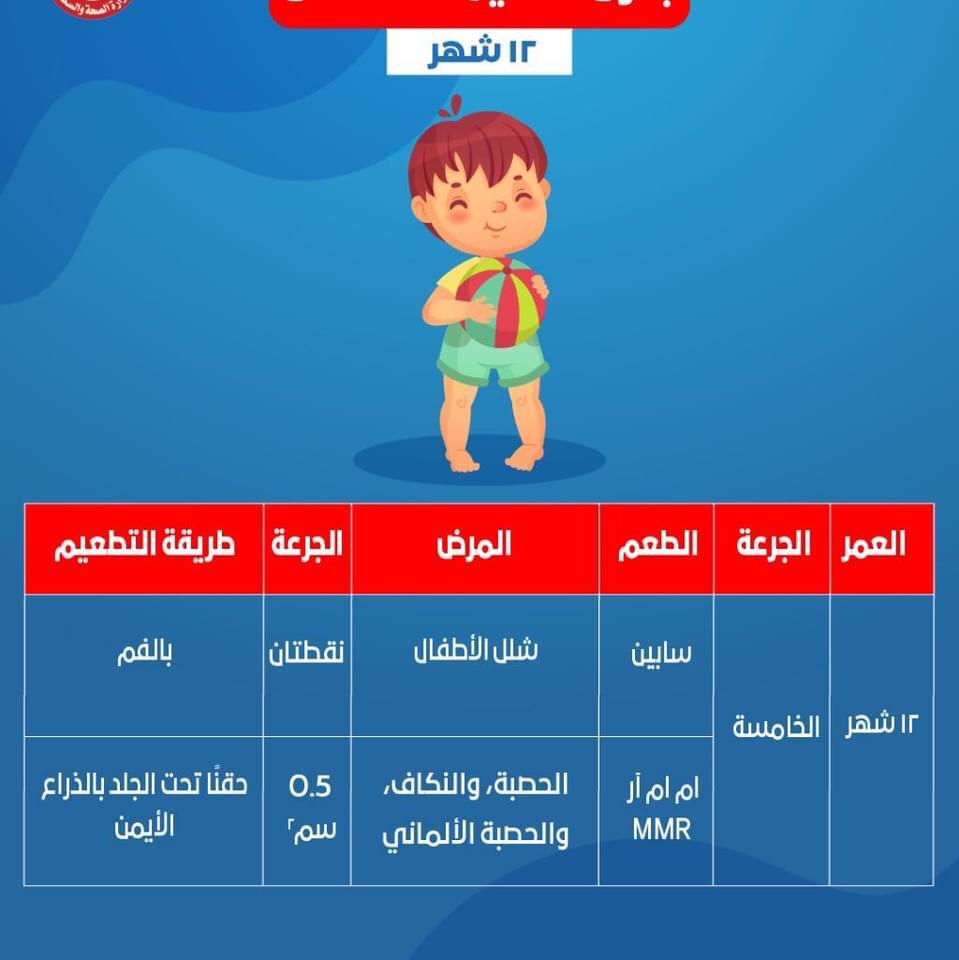 ١٢ شهر
العمر الجرعة الطعم المرض الجرعة طريقة التطعيم
١٢ شهر الخامسة
سابين شلل الأطفال نقطتان بالفم
ام ام آر
MMR
الحصبة، والنكاف،
والحصبة الألماني
0.5
سم٢
حقنًا تحت الجلد بالذراع
الأيمن